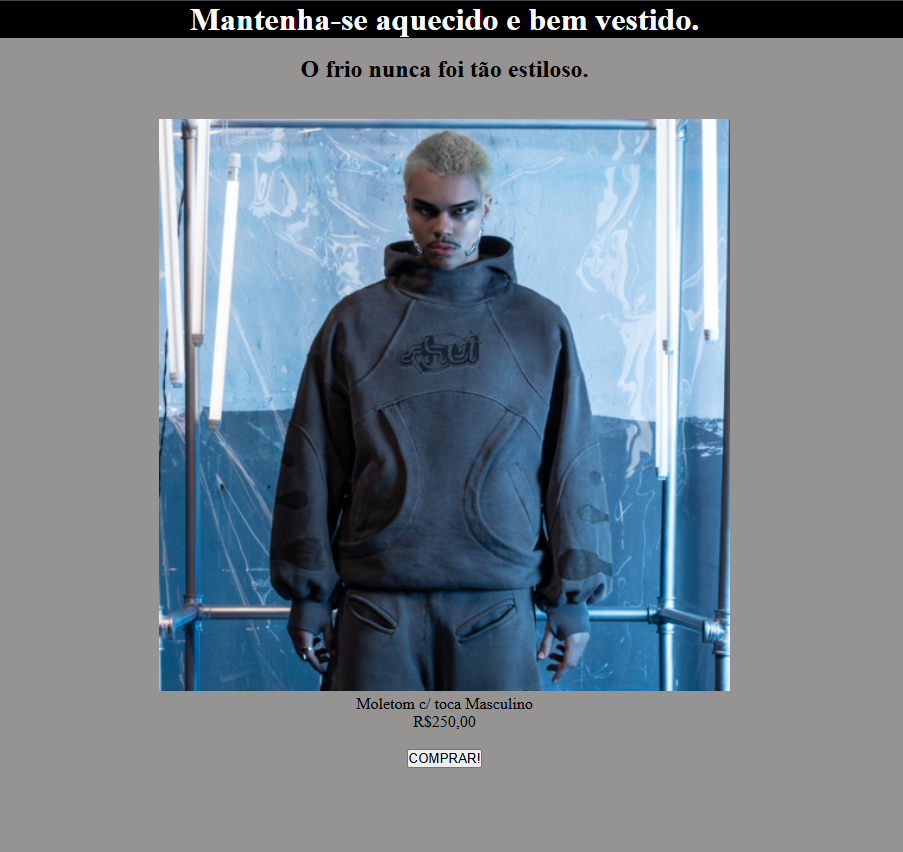 Mantenha-se aquecido e bem vestido.
O frio nunca foi tão estiloso.
Moletom c/ toca Masculino
R$250,00
COMPRAR!